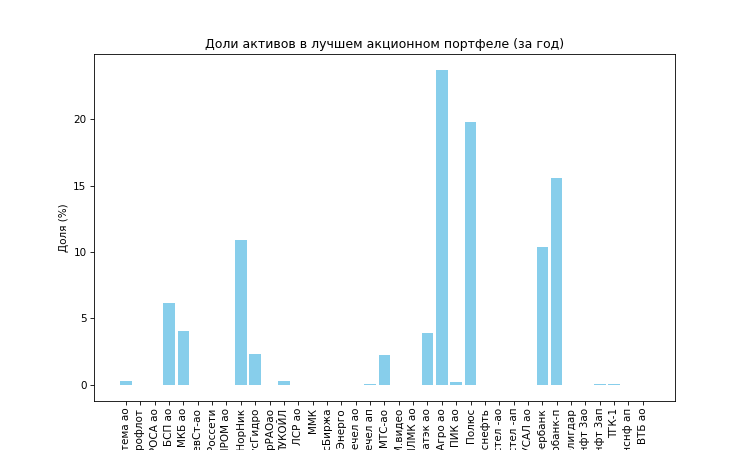 Доли активов в лучшем акционном портфеле (за год)
Доля (%)
20
15
10
5
0
тема ао
рофлот
РОСА ао
БСП ао
МКБ ао
евСт-ао
Россети
ПРОМ ао
НорНик
усГидро
рРАОао
ЛУКОЙЛ
ЛСР ао
ММК
сБиржа
Энерго
ечел ао
ечел ап
МТС-ао
М.видео
ЛМК ао
атэк ао
Агро ао
ПИК ао
Полюс
снефть
стел -ао
стел -ап
УСАЛ ао
ербанк
рбанк-п
лигдар
нфт 3ао
нфт 3ап
ТГК-1
нснф ап
ВТБ ао